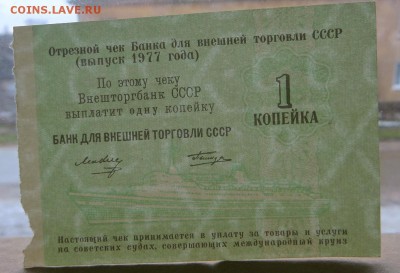 COINS.LAVE.RU
Отрезной чек Банка для внешней торговли СССР
(выпуск 1977 года)
По этому чеку
Внешторгбанк СССР
выплатит одну копейку
1
КОПЕЙКА
БАНК ДЛЯ ВНЕШНЕЙ ТОРГОВЛИ СССР
Настоящий чек принимается в уплату за товары и услуги
на советских судах, совершающих международный круиз